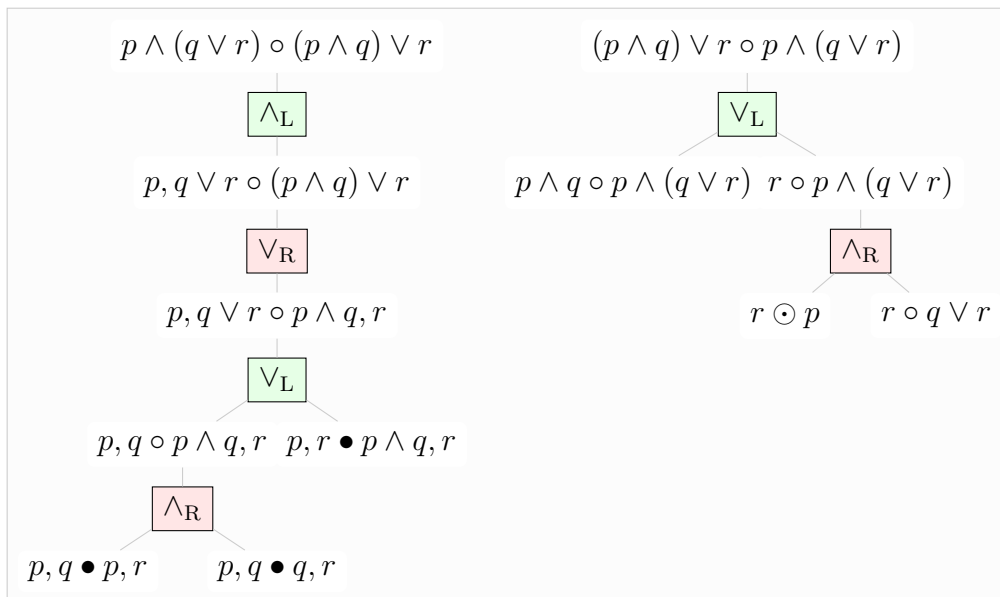 p ∧ (q ∨ r) ∘ (p ∧ q) ∨ r
∧L
p, q ∨ r ∘ (p ∧ q) ∨ r
∨R
p, q ∨ r ∘ p ∧ q, r
∨L
p, q ∘ p ∧ q, r p, r • p ∧ q, r
∧R
p, q • p, r p, q • q, r
(p ∧ q) ∨ r ∘ p ∧ (q ∨ r)
∨L
p ∧ q ∘ p ∧ (q ∨ r) r ∘ p ∧ (q ∨ r)
∧R
r ⊙ p r ∘ q ∨ r